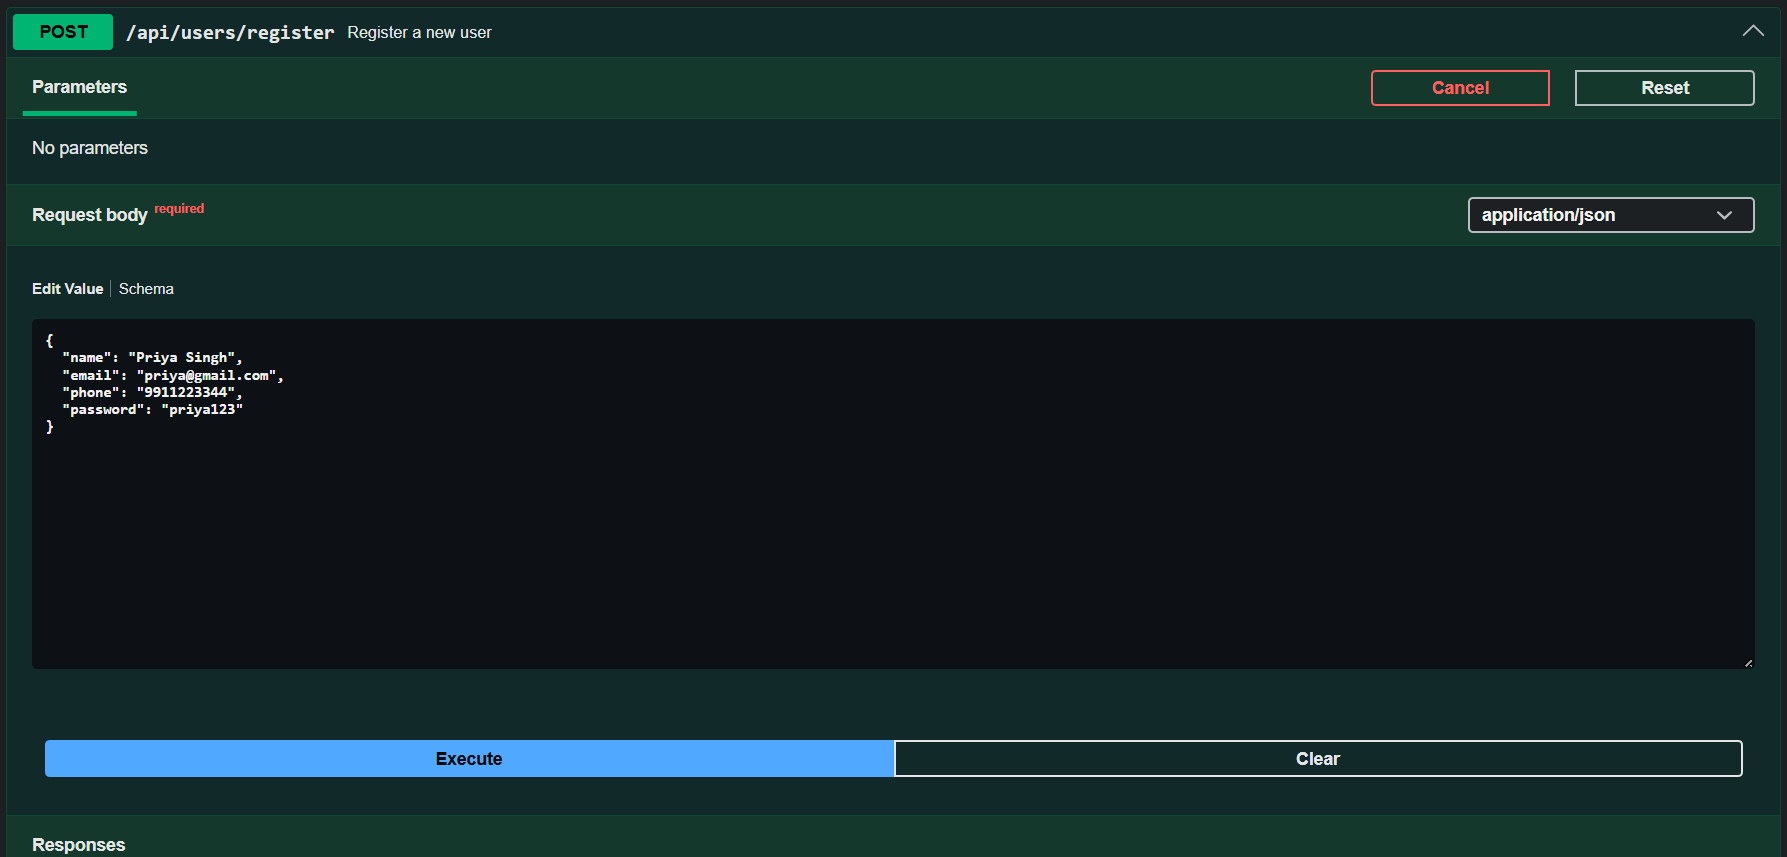 POST /api/users/register Register a new user
Parameters
Cancel
Reset
No parameters
Request body required
application/json
Edit Value | Schema
{
  "name": "Priya Singh",
  "email": "priya@gmail.com",
  "phone": "9911223344",
  "password": "priya123"
}
Execute
Clear
Responses